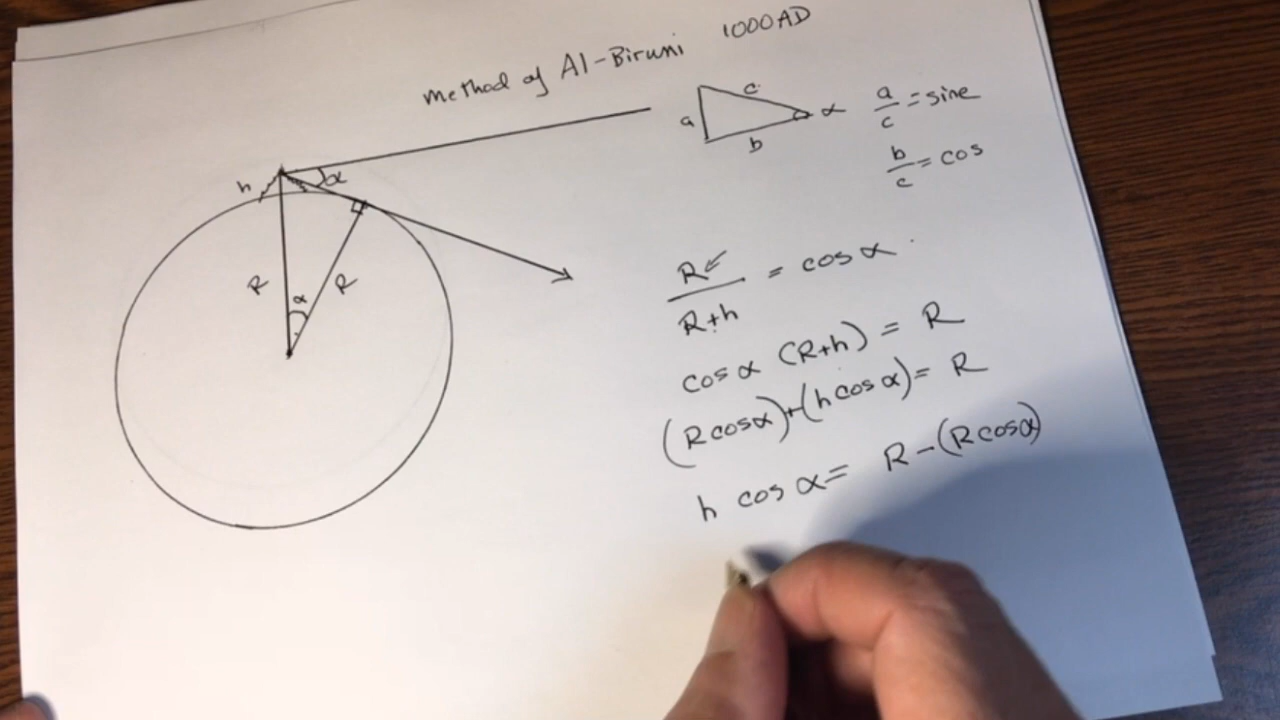 Method of Al-Biruni 1000AD
a c b α
a/c = sine
b/c = cos
h α
R α R
R/R+h = cos α
cos α (R+h) = R
(R cos α)+(h cos α) = R
h cos α = R-(R cos α)